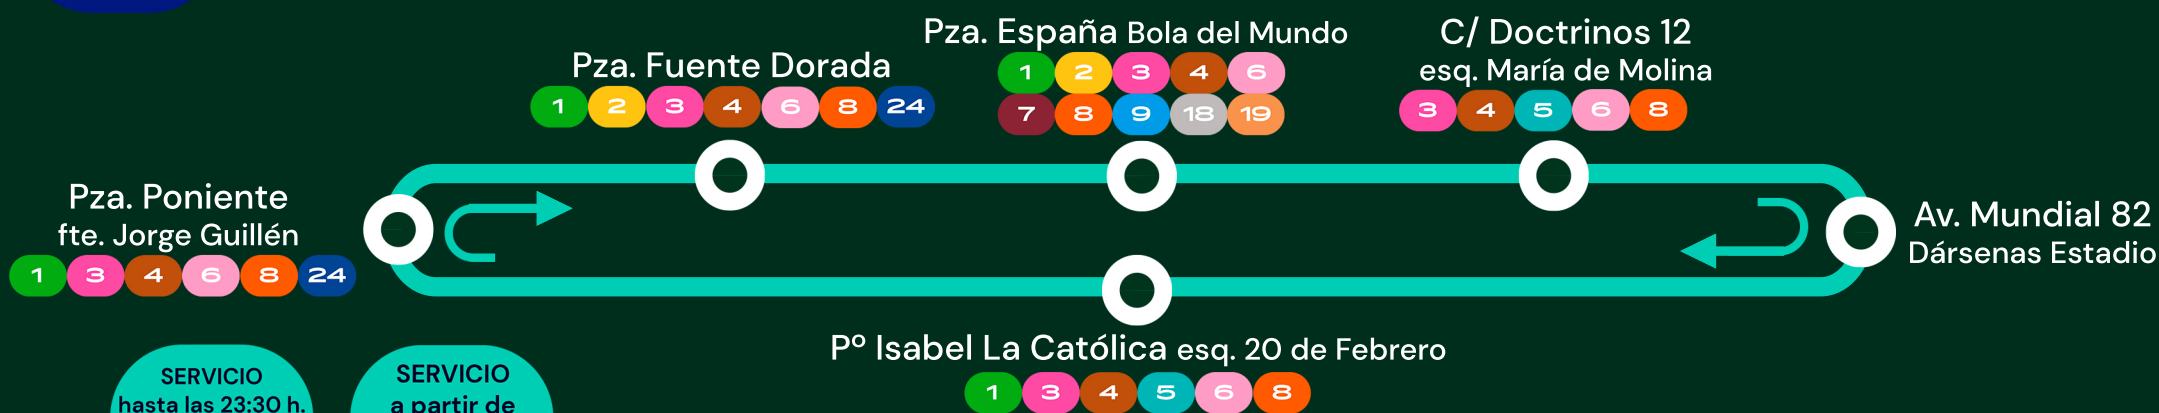 Pza. España Bola del Mundo
1 2 3 4 6
7 8 9 18 19
C/ Doctrinos 12
esq. María de Molina
3 4 5 6 8
Pza. Fuente Dorada
1 2 3 4 6 8 24
Pza. Poniente
fte. Jorge Guillén
1 3 4 6 8 24
Av. Mundial 82
Dársenas Estadio
Pº Isabel La Católica esq. 20 de Febrero
1 3 4 5 6 8
SERVICIO
hasta las 23:30 h.
SERVICIO
a partir de